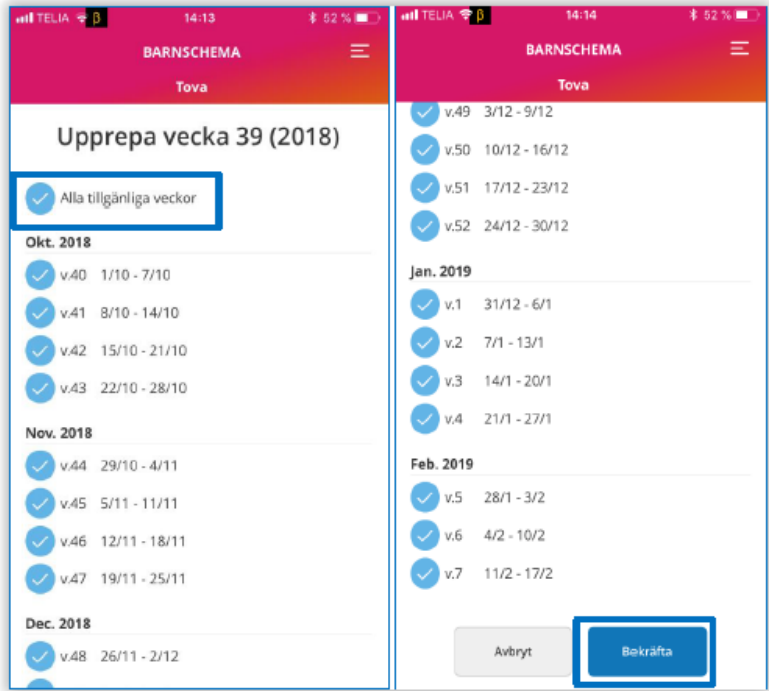 TELIA β 14:13 52 %
BARNSCHEMA
Tova
Upprepa vecka 39 (2018)
Alla tillgänliga veckor
Okt. 2018
v.40 1/10 - 7/10
v.41 8/10 - 14/10
v.42 15/10 - 21/10
v.43 22/10 - 28/10
Nov. 2018
v.44 29/10 - 4/11
v.45 5/11 - 11/11
v.46 12/11 - 18/11
v.47 19/11 - 25/11
Dec. 2018
v.48 26/11 - 2/12
TELIA β 14:14 52 %
BARNSCHEMA
Tova
v.49 3/12 - 9/12
v.50 10/12 - 16/12
v.51 17/12 - 23/12
v.52 24/12 - 30/12
Jan. 2019
v.1 31/12 - 6/1
v.2 7/1 - 13/1
v.3 14/1 - 20/1
v.4 21/1 - 27/1
Feb. 2019
v.5 28/1 - 3/2
v.6 4/2 - 10/2
v.7 11/2 - 17/2
Avbryt Bekräfta